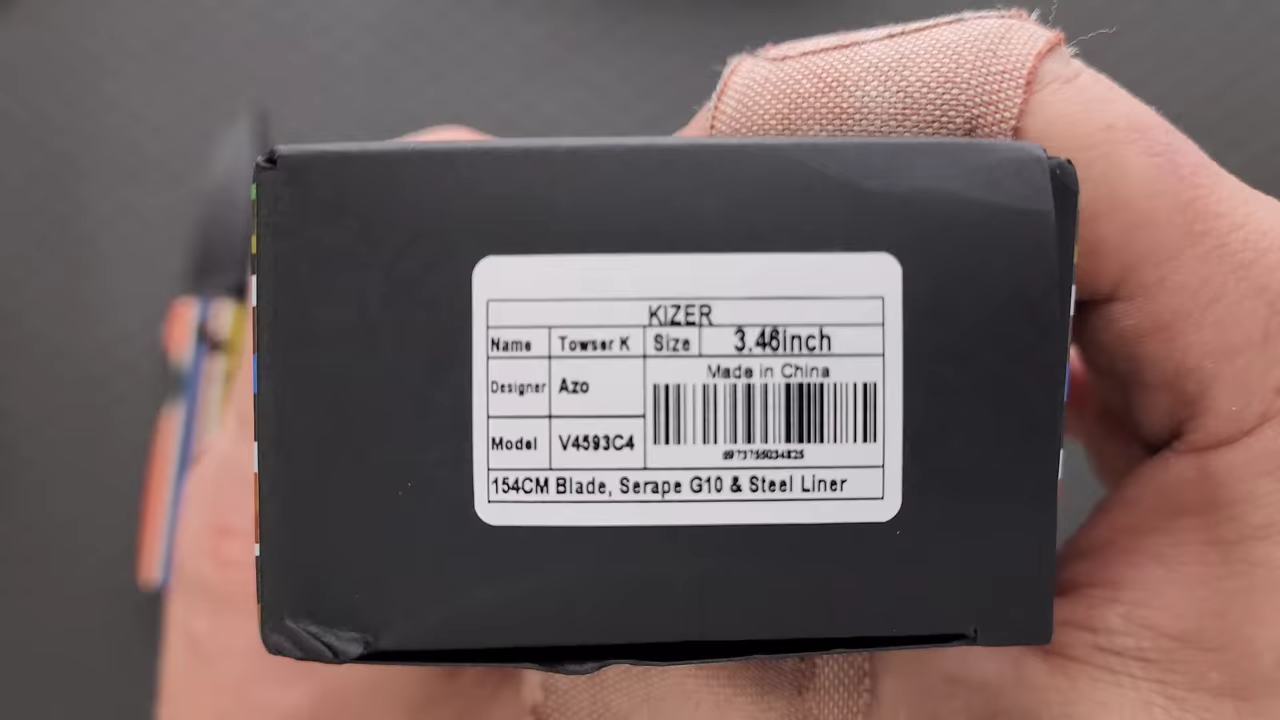 KIZER
Name Towser K Size 3.46inch
Made in China
Designer Azo
Model V4593C4
154CM Blade, Serape G10 & Steel Liner